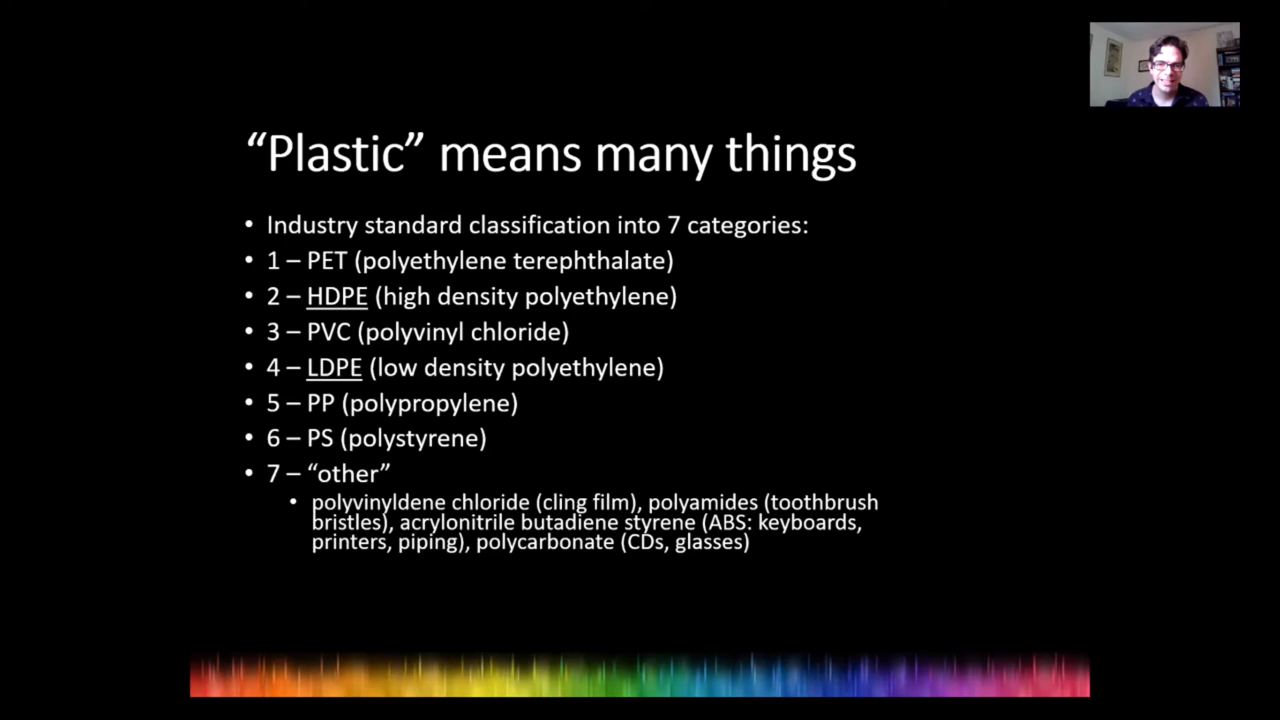 “Plastic” means many things
• Industry standard classification into 7 categories:
• 1 – PET (polyethylene terephthalate)
• 2 – HDPE (high density polyethylene)
• 3 – PVC (polyvinyl chloride)
• 4 – LDPE (low density polyethylene)
• 5 – PP (polypropylene)
• 6 – PS (polystyrene)
• 7 – “other”
• polyvinyldene chloride (cling film), polyamides (toothbrush
bristles), acrylonitrile butadiene styrene (ABS: keyboards,
printers, piping), polycarbonate (CDs, glasses)